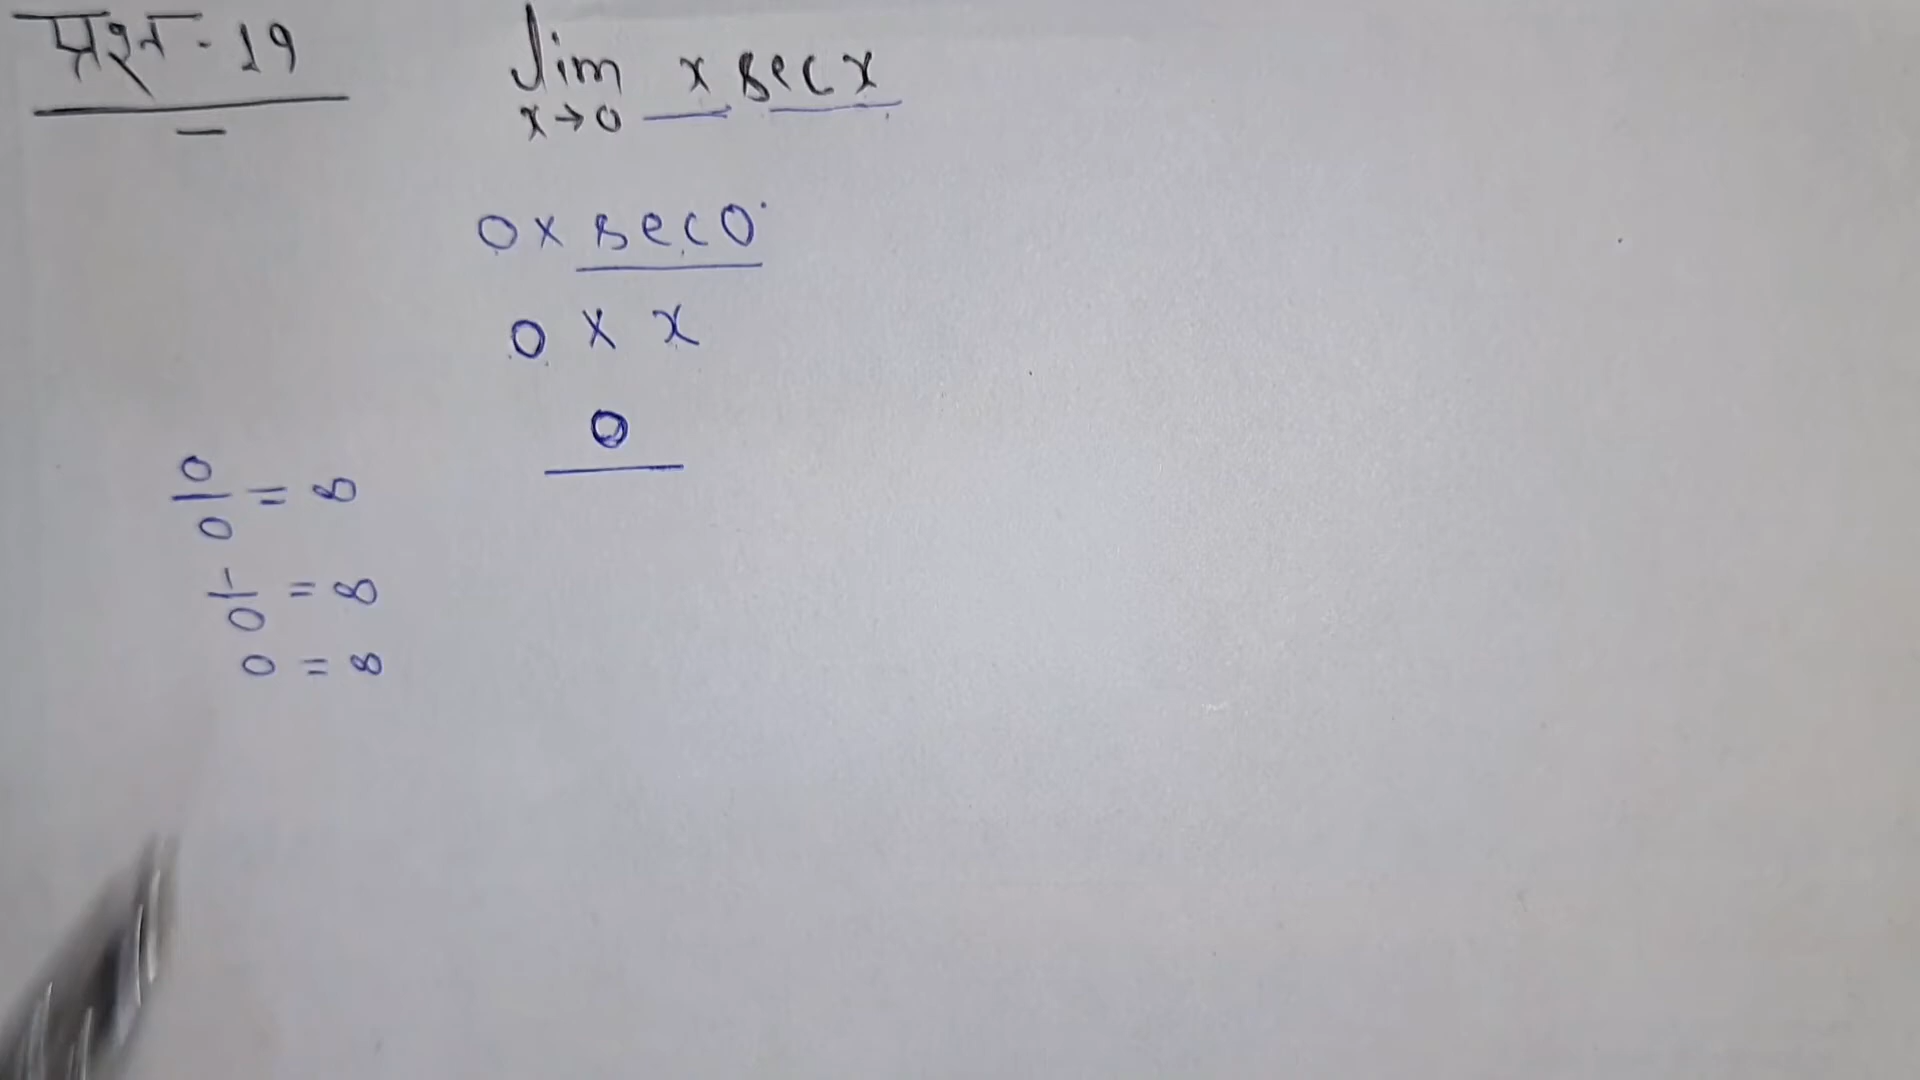 प्रश्न - 19
lim x sec x
x→0
0 x sec 0°
0 x x
0
0/0 = ∞
1/0 = ∞
0 = ∞